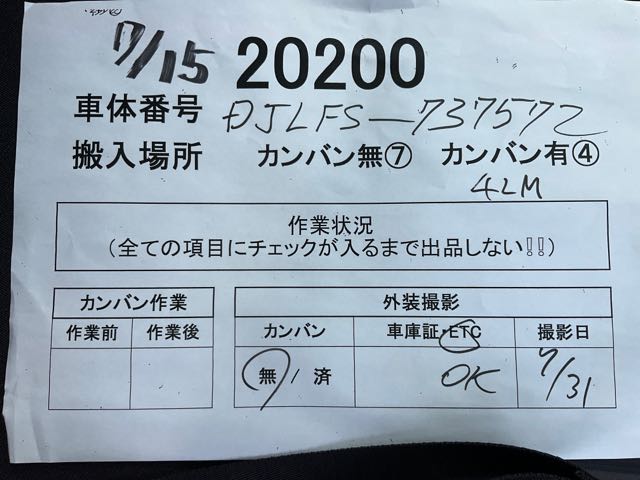 7/15 20200
車体番号 DJLFS-737572
搬入場所 カンバン無⑦ カンバン有④
42M
作業状況
(全ての項目にチェックが入るまで出品しない!!)
カンバン作業 外装撮影
作業前 作業後 カンバン 車庫証・ETC 撮影日
無/済 OK 7/31